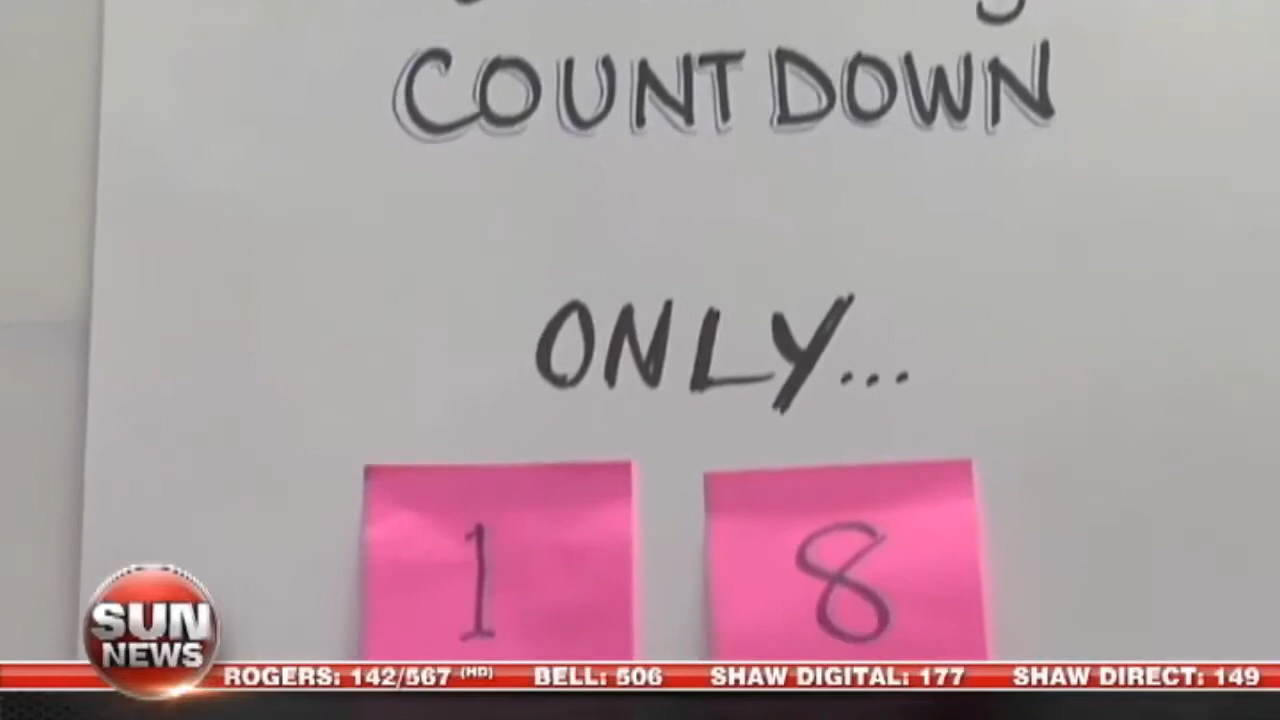 COUNTDOWN
ONLY...
1 8
SUN
NEWS
ROGERS: 142/567 (HD) BELL: 506 SHAW DIGITAL: 177 SHAW DIRECT: 149